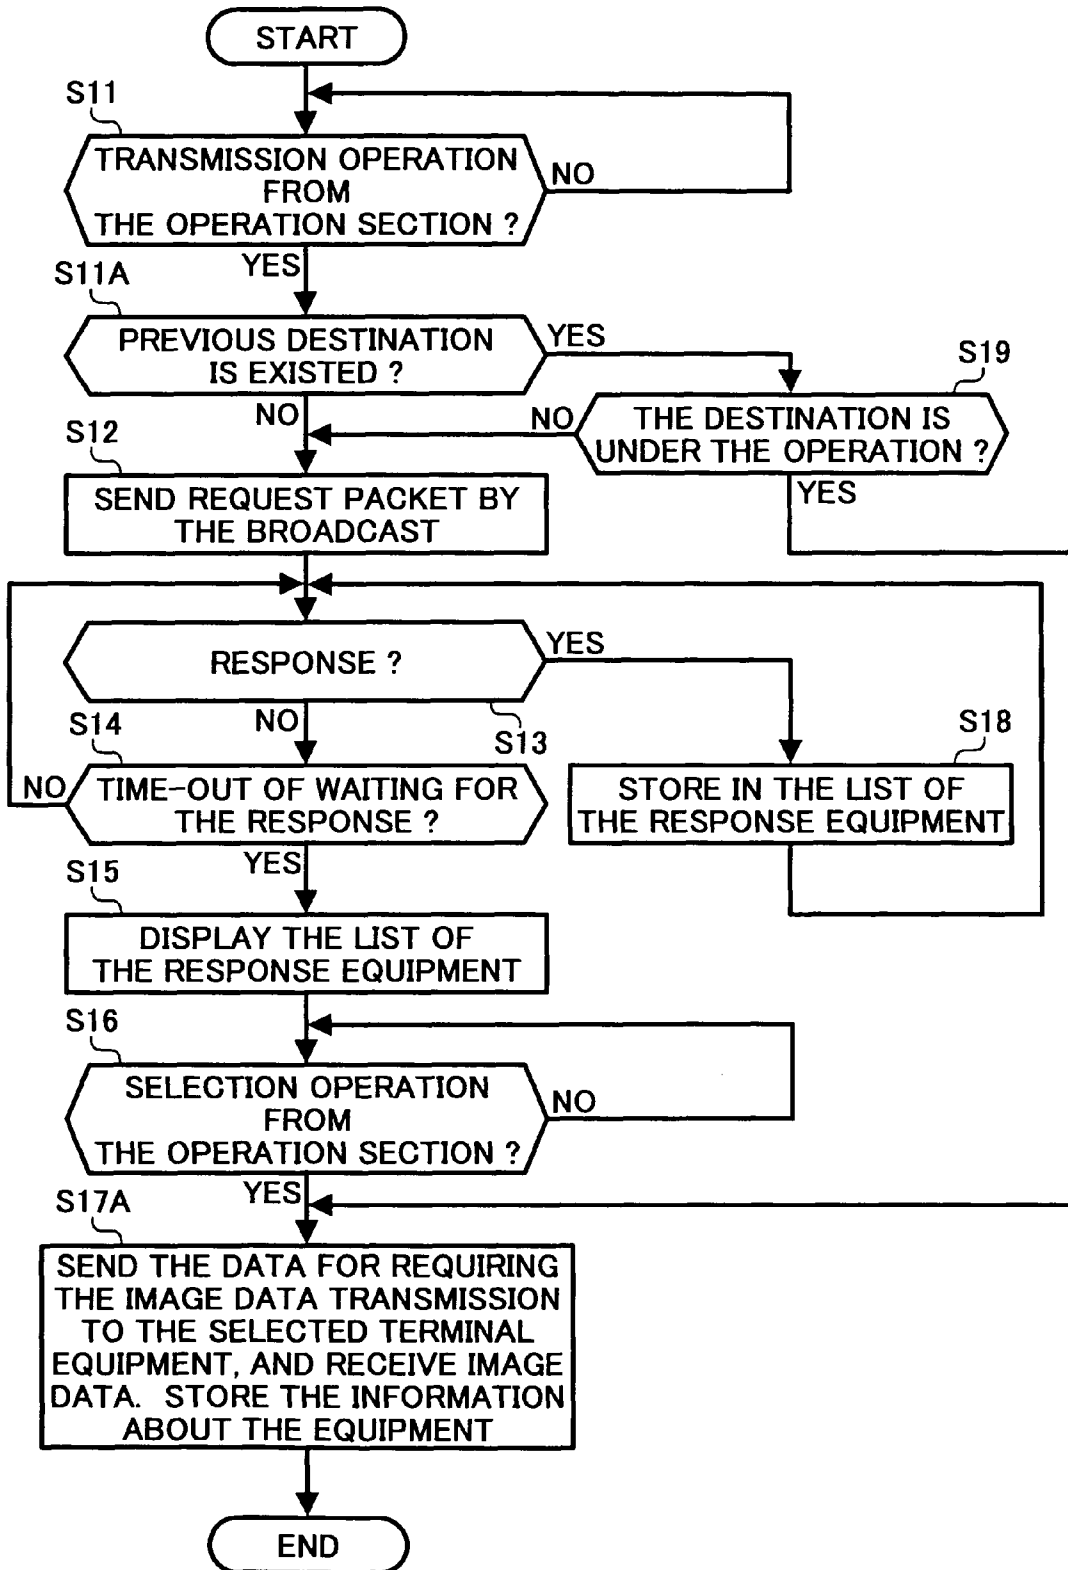 START
S11
TRANSMISSION OPERATION
FROM
THE OPERATION SECTION ?
NO
YES
S11A
PREVIOUS DESTINATION
IS EXISTED ?
YES
NO
S19
THE DESTINATION IS
UNDER THE OPERATION ?
NO
YES
S12
SEND REQUEST PACKET BY
THE BROADCAST
RESPONSE ?
YES
NO
S13
S14
TIME-OUT OF WAITING FOR
THE RESPONSE ?
NO
YES
S18
STORE IN THE LIST OF
THE RESPONSE EQUIPMENT
S15
DISPLAY THE LIST OF
THE RESPONSE EQUIPMENT
S16
SELECTION OPERATION
FROM
THE OPERATION SECTION ?
NO
YES
S17A
SEND THE DATA FOR REQUIRING
THE IMAGE DATA TRANSMISSION
TO THE SELECTED TERMINAL
EQUIPMENT, AND RECEIVE IMAGE
DATA. STORE THE INFORMATION
ABOUT THE EQUIPMENT
END